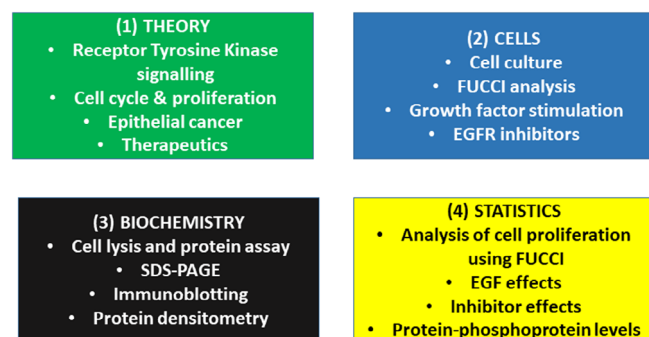 (1) THEORY
• Receptor Tyrosine Kinase
signalling
• Cell cycle & proliferation
• Epithelial cancer
• Therapeutics
(2) CELLS
• Cell culture
• FUCCI analysis
• Growth factor stimulation
• EGFR inhibitors
(3) BIOCHEMISTRY
• Cell lysis and protein assay
• SDS-PAGE
• Immunoblotting
• Protein densitometry
(4) STATISTICS
• Analysis of cell proliferation
using FUCCI
• EGF effects
• Inhibitor effects
• Protein-phosphoprotein levels